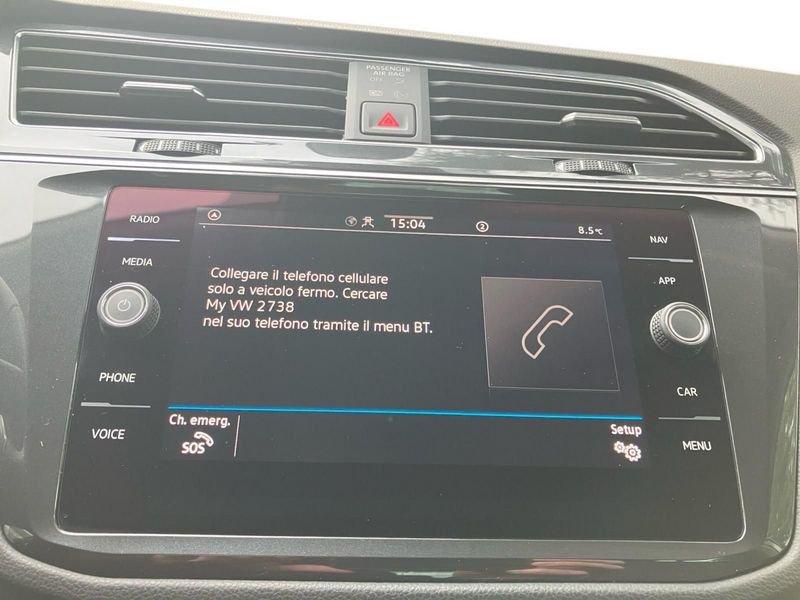 PASSENGER
AIR BAG
OFF
ON
RADIO
15:04
2
8.5°C
NAV
MEDIA
APP
Collegare il telefono cellulare
solo a veicolo fermo. Cercare
My VW 2738
nel suo telefono tramite il menu BT.
PHONE
CAR
Ch. emerg.
SOS
Setup
VOICE
MENU